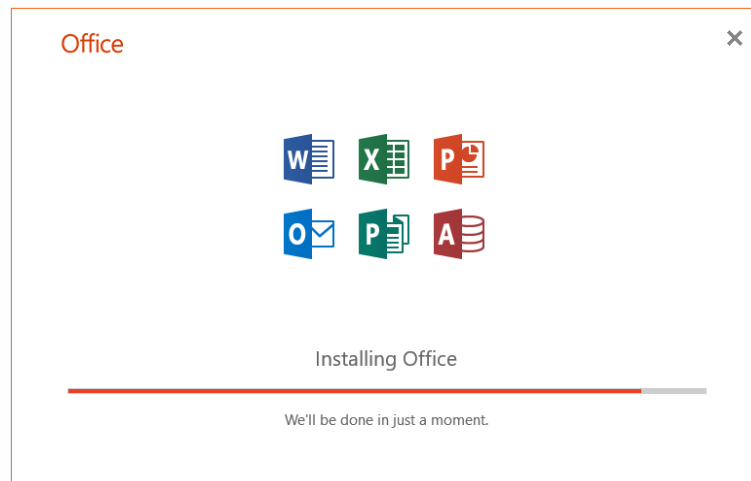 Office
W X P
O P A
Installing Office
We'll be done in just a moment.